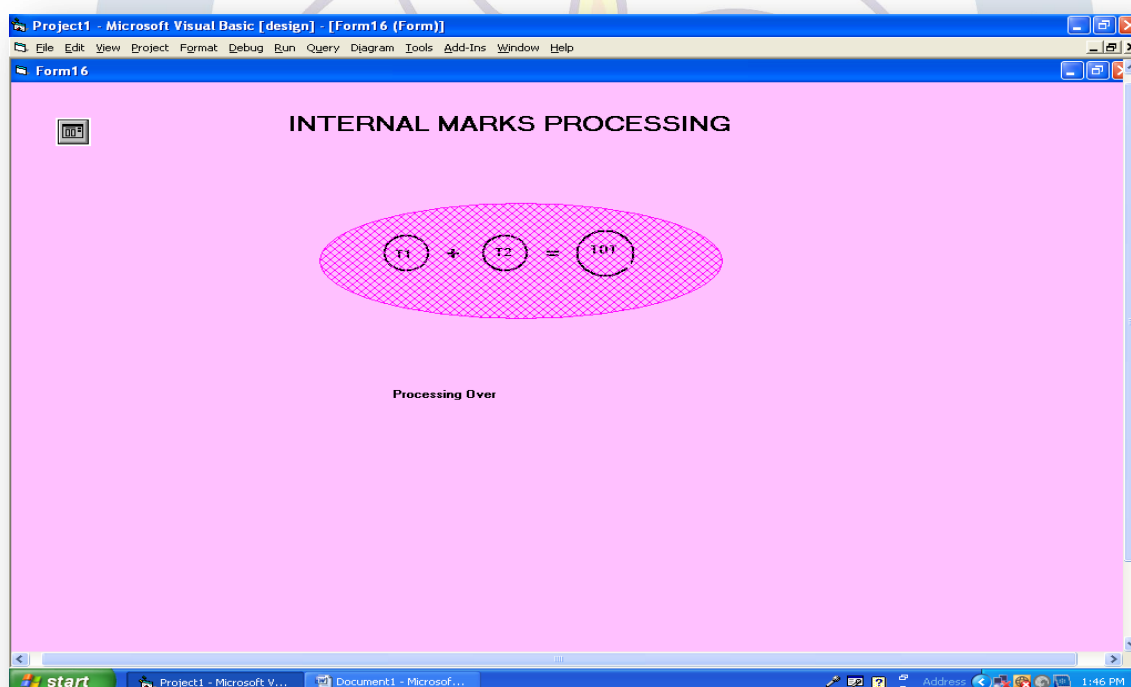 Project1 - Microsoft Visual Basic [design] - [Form16 (Form)]
File Edit View Project Format Debug Run Query Diagram Tools Add-Ins Window Help
Form16
INTERNAL MARKS PROCESSING
T1 + T2 = TOT
Processing Over
start Project1 - Microsoft V... Document1 - Microsof... Address 1:46 PM